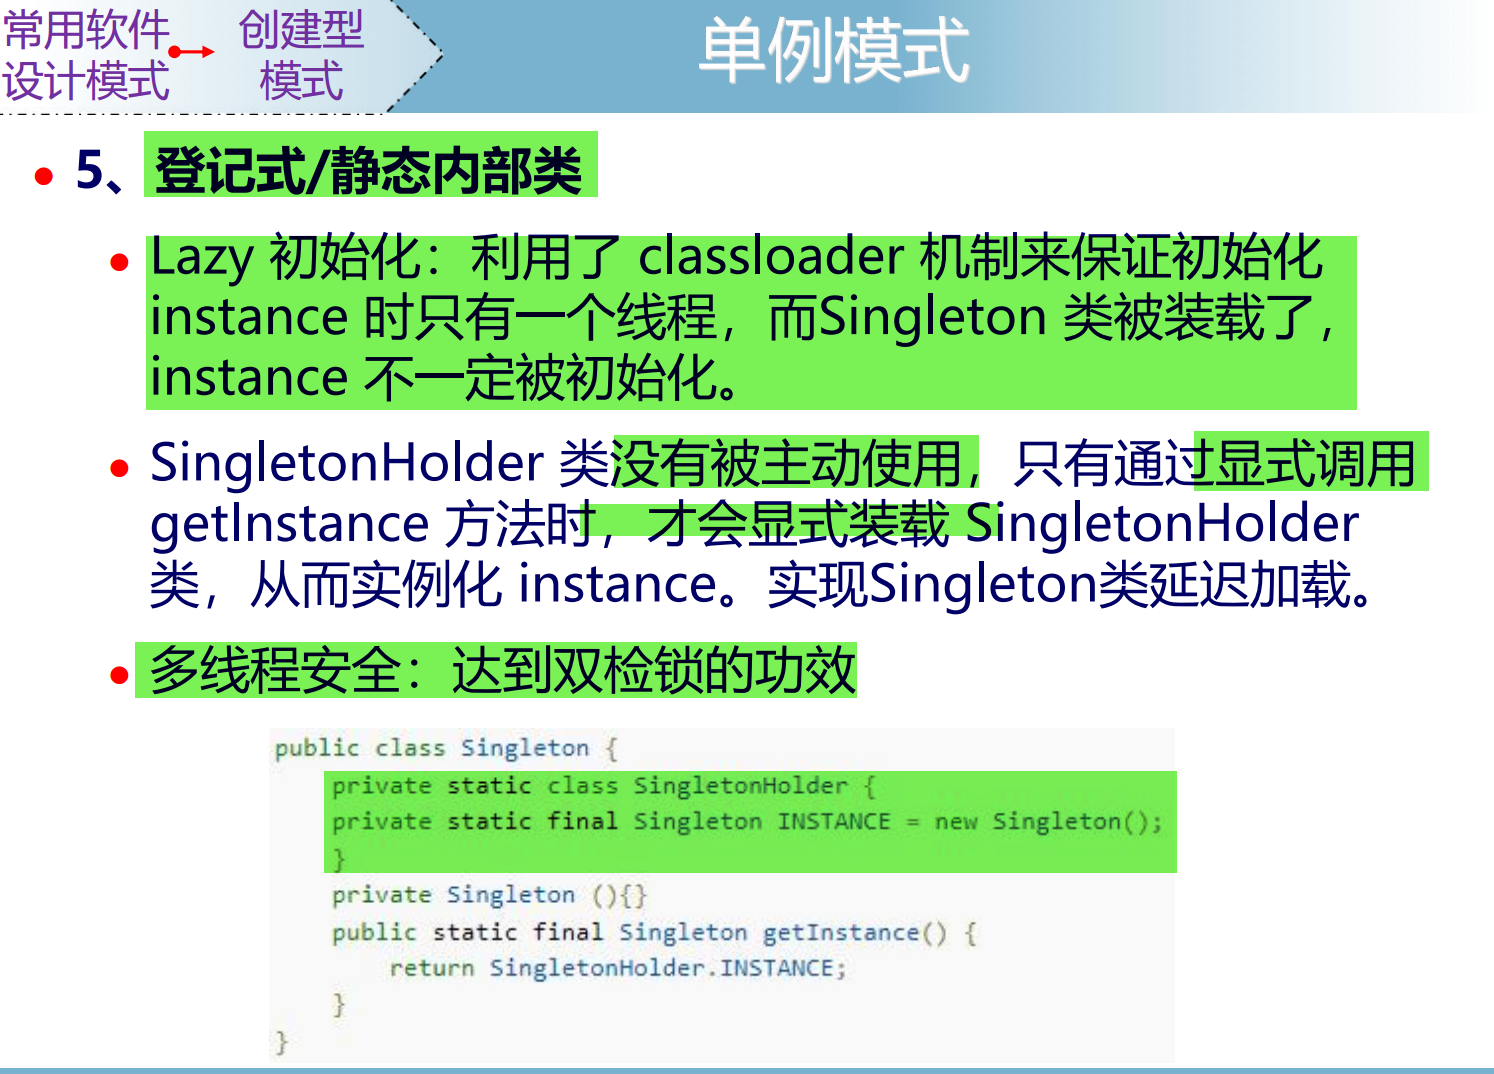 常用软件
设计模式
创建型
模式
单例模式
5、登记式/静态内部类
Lazy 初始化：利用了 classloader 机制来保证初始化
instance 时只有一个线程，而Singleton 类被装载了，
instance 不一定被初始化。
SingletonHolder 类没有被主动使用，只有通过显式调用
getInstance 方法时，才会显式装载 SingletonHolder
类，从而实例化 instance。实现Singleton类延迟加载。
多线程安全：达到双检锁的功效
public class Singleton {
private static class SingletonHolder {
private static final Singleton INSTANCE = new Singleton();
}
private Singleton (){}
public static final Singleton getInstance() {
return SingletonHolder.INSTANCE;
}
}